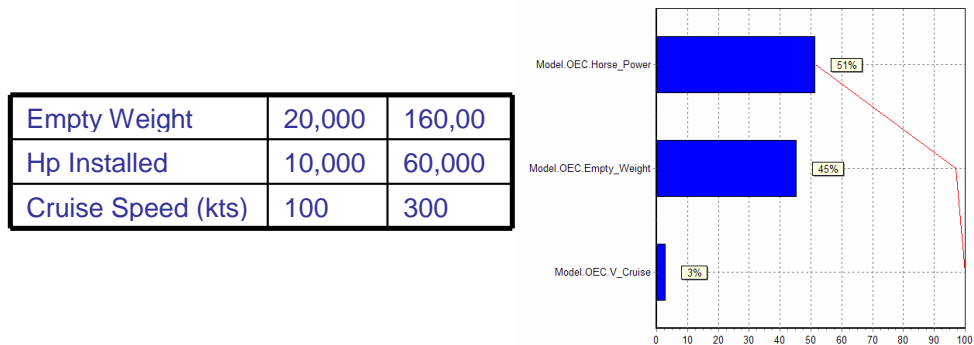 Empty Weight 20,000 160,00
Hp Installed 10,000 60,000
Cruise Speed (kts) 100 300
Model.OEC.Horse_Power 51%
Model.OEC.Empty_Weight 45%
Model.OEC.V_Cruise 3%
0 10 20 30 40 50 60 70 80 90 100